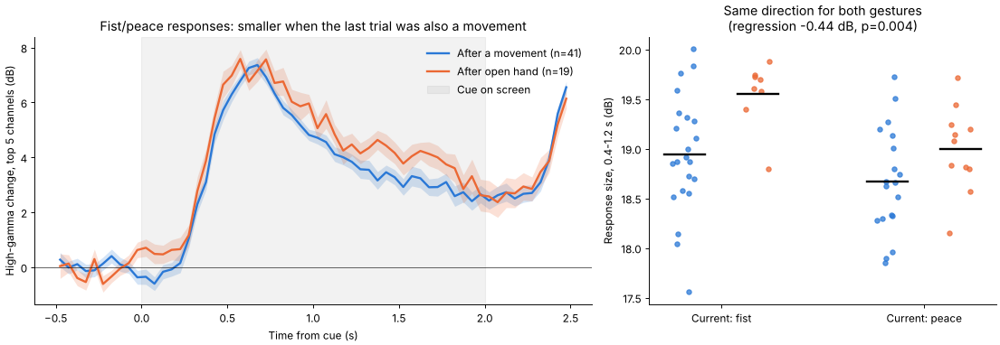 Fist/peace responses: smaller when the last trial was also a movement
High-gamma change, top 5 channels (dB)
8
6
4
2
0
After a movement (n=41)
After open hand (n=19)
Cue on screen
−0.5
0.0
0.5
1.0
1.5
2.0
2.5
Time from cue (s)
Same direction for both gestures
(regression -0.44 dB, p=0.004)
Response size, 0.4-1.2 s (dB)
20.0
19.5
19.0
18.5
18.0
17.5
Current: fist
Current: peace